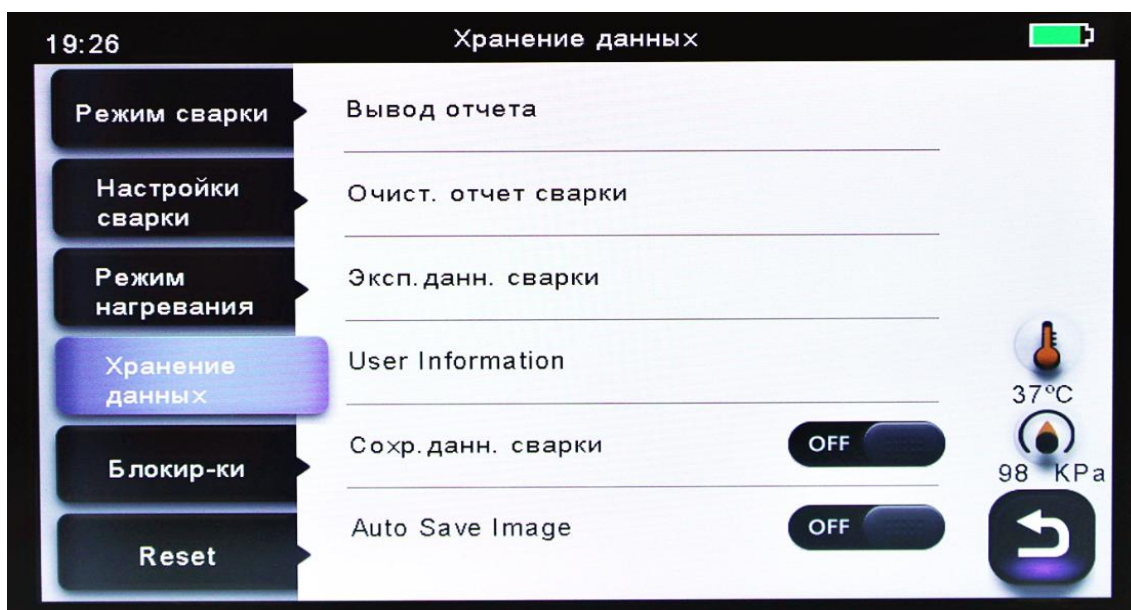 19:26
Хранение данных
Режим сварки
Настройки
сварки
Режим
нагревания
Хранение
данных
Блокир-ки
Reset
Вывод отчета
Очист. отчет сварки
Эксп.данн. сварки
User Information
Сохр.данн. сварки
OFF
Auto Save Image
OFF
37°C
98 KPa